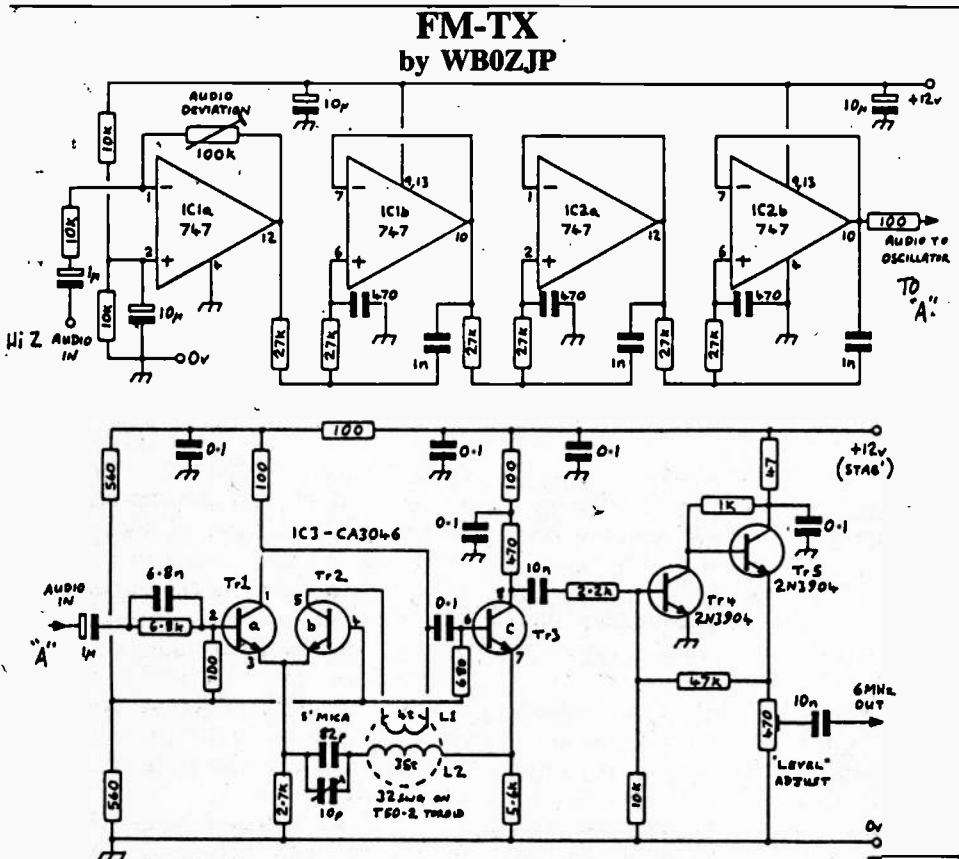 FM-TX
by WB0ZJP
+12v
10µ
10µ
AUDIO
DEVIATION
100k
10K
10K
1µ
Hi Z
AUDIO
IN
10K
10µ
0v
1
2
IC1a
747
12
4
27k
7
6
IC1b
747
9,13
10
470
27k
1n
27k
1
2
IC2a
747
12
470
27k
1n
27k
7
6
IC2b
747
9,13
10
4
470
27k
1n
100
AUDIO TO
OSCILLATOR
TO
"A"
560
0.1
100
100
0.1
100
0.1
47
+12v
(STAB')
IC3 - CA3046
0.1
470
10n
1K
0.1
AUDIO
IN
"A"
1µ
6.8n
6.8k
100
Tr1
1
2
a
3
Tr2
5
b
4
0.1
680
8
6
c
7
Tr3
2.2k
Tr4
2N3904
Tr5
2N3904
47k
S'MICA
82p
10p
4t
L1
35t
L2
32 SWG ON
T50-2 TOROID
560
2.7k
5.6k
10k
470
10n
6MHz
OUT
"LEVEL"
ADJUST
0v